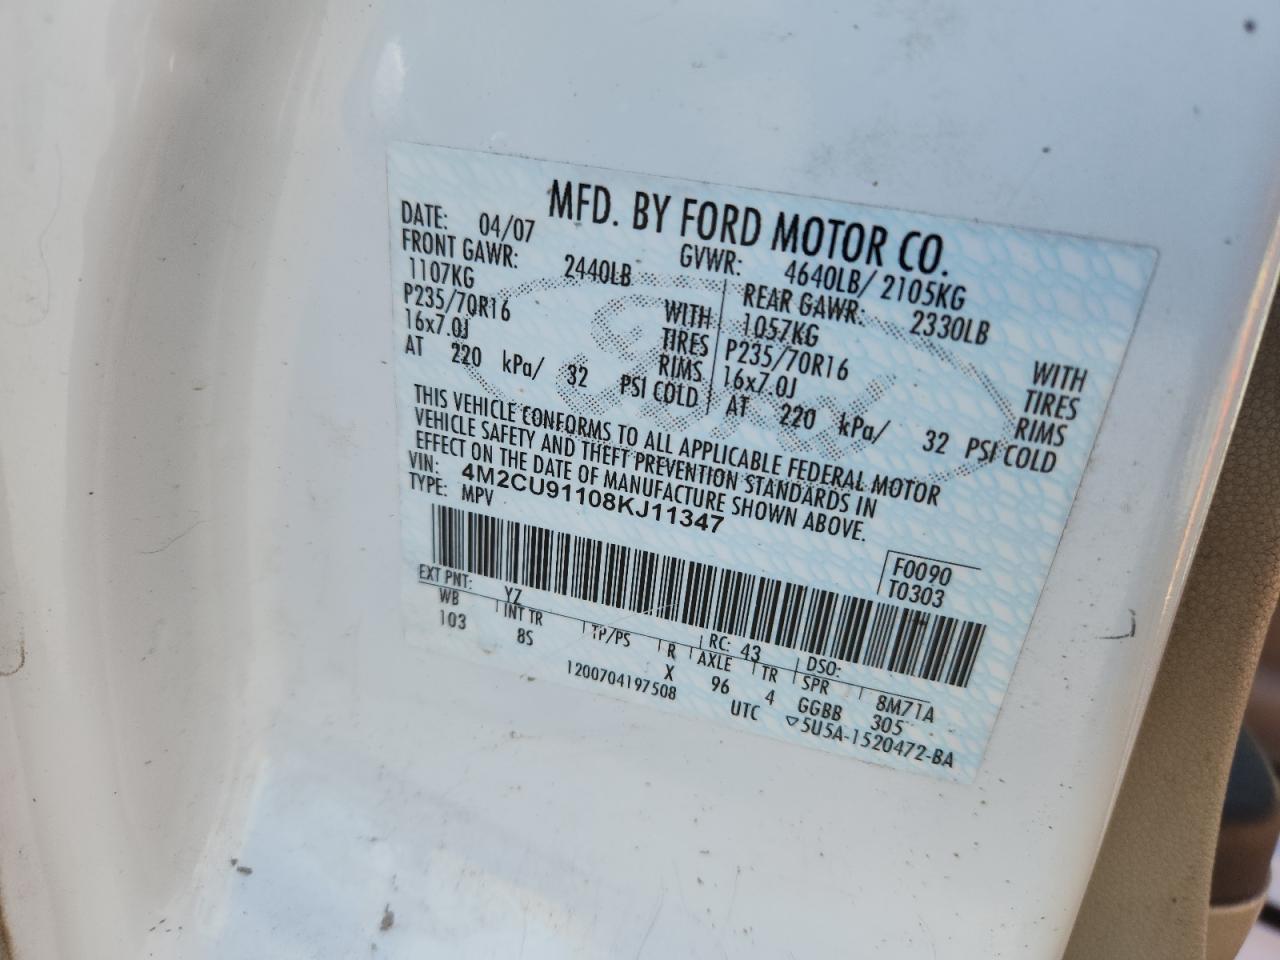 MFD. BY FORD MOTOR CO.
DATE: 04/07 GVWR: 4640LB/ 2105KG
FRONT GAWR: 2440LB REAR GAWR: 2330LB
1107KG WITH 1057KG WITH
P235/70R16 TIRES P235/70R16 TIRES
16x7.0J RIMS 16x7.0J RIMS
AT 220 kPa/ 32 PSI COLD AT 220 kPa/ 32 PSI COLD
THIS VEHICLE CONFORMS TO ALL APPLICABLE FEDERAL MOTOR
VEHICLE SAFETY AND THEFT PREVENTION STANDARDS IN
EFFECT ON THE DATE OF MANUFACTURE SHOWN ABOVE.
VIN: 4M2CU91108KJ11347
TYPE: MPV
F0090
T0303
EXT PNT: YZ RC: 43 DSO:
WB INT TR TP/PS R AXLE TR SPR 8M71A
103 8S X 96 4 GGBB 305
1200704197508 UTC ▽5U5A-1520472-BA